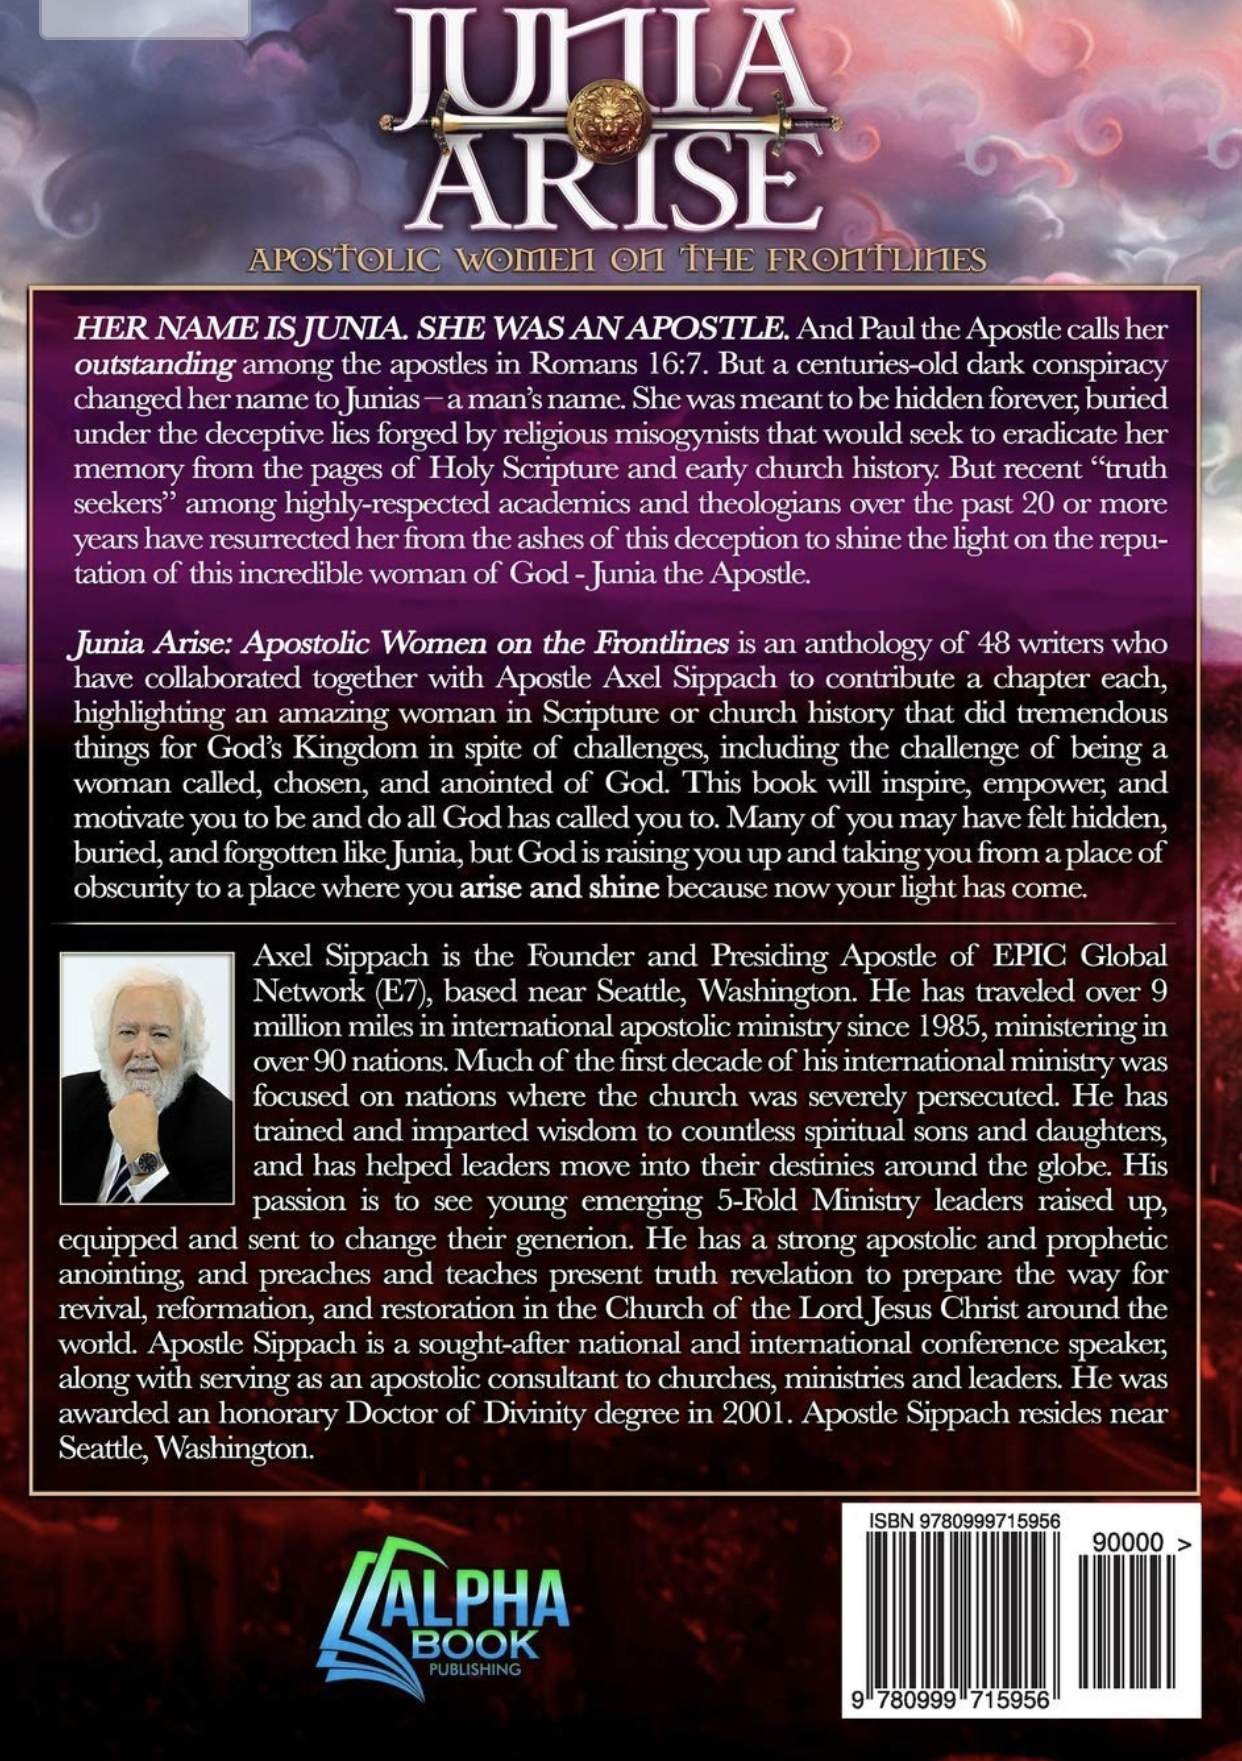 JUNIA
ARISE
APOSTOLIC WOMEN ON THE FRONTLINES
HER NAME IS JUNIA. SHE WAS AN APOSTLE. And Paul the Apostle calls her
outstanding among the apostles in Romans 16:7. But a centuries-old dark conspiracy
changed her name to Junias – a man's name. She was meant to be hidden forever, buried
under the deceptive lies forged by religious misogynists that would seek to eradicate her
memory from the pages of Holy Scripture and early church history. But recent “truth
seekers” among highly-respected academics and theologians over the past 20 or more
years have resurrected her from the ashes of this deception to shine the light on the repu-
tation of this incredible woman of God - Junia the Apostle.
Junia Arise: Apostolic Women on the Frontlines is an anthology of 48 writers who
have collaborated together with Apostle Axel Sippach to contribute a chapter each,
highlighting an amazing woman in Scripture or church history that did tremendous
things for God's Kingdom in spite of challenges, including the challenge of being a
woman called, chosen, and anointed of God. This book will inspire, empower, and
motivate you to be and do all God has called you to. Many of you may have felt hidden,
buried, and forgotten like Junia, but God is raising you up and taking you from a place of
obscurity to a place where you arise and shine because now your light has come.
Axel Sippach is the Founder and Presiding Apostle of EPIC Global
Network (E7), based near Seattle, Washington. He has traveled over 9
million miles in international apostolic ministry since 1985, ministering in
over 90 nations. Much of the first decade of his international ministry was
focused on nations where the church was severely persecuted. He has
trained and imparted wisdom to countless spiritual sons and daughters,
and has helped leaders move into their destinies around the globe. His
passion is to see young emerging 5-Fold Ministry leaders raised up,
equipped and sent to change their generion. He has a strong apostolic and prophetic
anointing, and preaches and teaches present truth revelation to prepare the way for
revival, reformation, and restoration in the Church of the Lord Jesus Christ around the
world. Apostle Sippach is a sought-after national and international conference speaker,
along with serving as an apostolic consultant to churches, ministries and leaders. He was
awarded an honorary Doctor of Divinity degree in 2001. Apostle Sippach resides near
Seattle, Washington.
ALPHA
BOOK
PUBLISHING
ISBN 9780999715956
90000 >
9 780999 715956